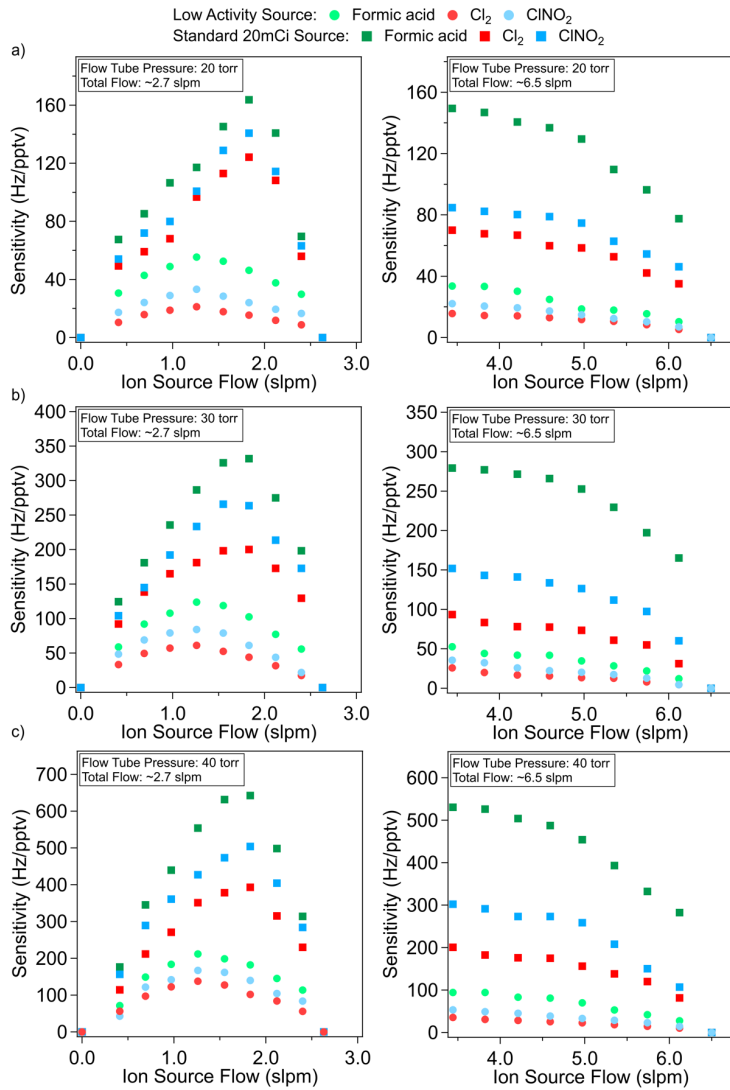 Low Activity Source: Formic acid Cl2 ClNO2
Standard 20mCi Source: Formic acid Cl2 ClNO2
a)
Flow Tube Pressure: 20 torr
Total Flow: ~2.7 slpm
Sensitivity (Hz/pptv)
160
120
80
40
0
0.0 1.0 2.0 3.0
Ion Source Flow (slpm)
Flow Tube Pressure: 20 torr
Total Flow: ~6.5 slpm
Sensitivity (Hz/pptv)
160
120
80
40
0
4.0 5.0 6.0
Ion Source Flow (slpm)
b)
Flow Tube Pressure: 30 torr
Total Flow: ~2.7 slpm
Sensitivity (Hz/pptv)
400
350
300
250
200
150
100
50
0
0.0 1.0 2.0 3.0
Ion Source Flow (slpm)
Flow Tube Pressure: 30 torr
Total Flow: ~6.5 slpm
Sensitivity (Hz/pptv)
350
300
250
200
150
100
50
0
4.0 5.0 6.0
Ion Source Flow (slpm)
c)
Flow Tube Pressure: 40 torr
Total Flow: ~2.7 slpm
Sensitivity (Hz/pptv)
700
600
500
400
300
200
100
0
0.0 1.0 2.0 3.0
Ion Source Flow (slpm)
Flow Tube Pressure: 40 torr
Total Flow: ~6.5 slpm
Sensitivity (Hz/pptv)
600
500
400
300
200
100
0
4.0 5.0 6.0
Ion Source Flow (slpm)